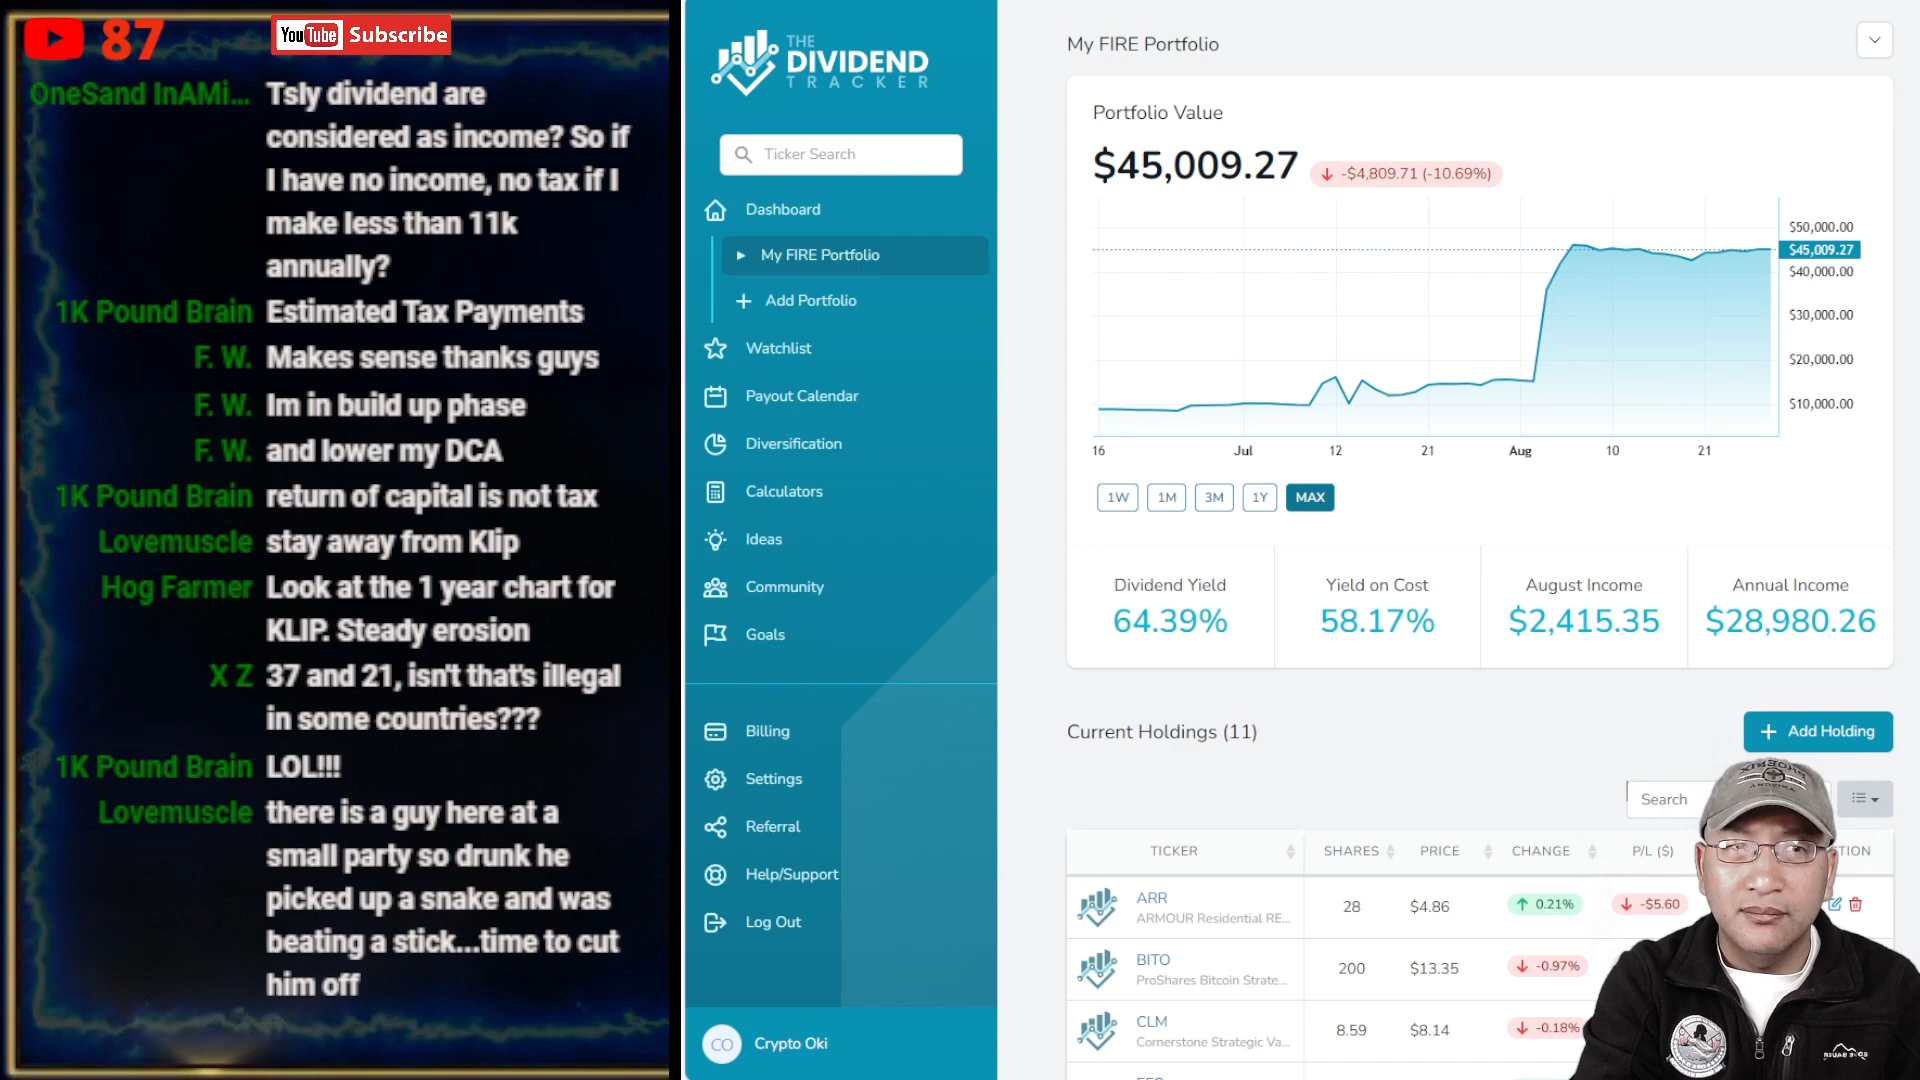 87
YouTube Subscribe
OneSand InAMi... Tsly dividend are
considered as income? So if
I have no income, no tax if I
make less than 11k
annually?
1K Pound Brain Estimated Tax Payments
F. W. Makes sense thanks guys
F. W. Im in build up phase
F. W. and lower my DCA
1K Pound Brain return of capital is not tax
Lovemuscle stay away from Klip
Hog Farmer Look at the 1 year chart for
KLIP. Steady erosion
X Z 37 and 21, isn't that's illegal
in some countries???
1K Pound Brain LOL!!!
Lovemuscle there is a guy here at a
small party so drunk he
picked up a snake and was
beating a stick...time to cut
him off
THE
DIVIDEND
TRACKER
Ticker Search
Dashboard
My FIRE Portfolio
Add Portfolio
Watchlist
Payout Calendar
Diversification
Calculators
Ideas
Community
Goals
Billing
Settings
Referral
Help/Support
Log Out
CO Crypto Oki
My FIRE Portfolio
Portfolio Value
$45,009.27 -$4,809.71 (-10.69%)
$50,000.00
$45,009.27
$40,000.00
$30,000.00
$20,000.00
$10,000.00
16 Jul 12 21 Aug 10 21
1W 1M 3M 1Y MAX
Dividend Yield Yield on Cost August Income Annual Income
64.39% 58.17% $2,415.35 $28,980.26
Current Holdings (11) + Add Holding
Search
TICKER SHARES PRICE CHANGE P/L ($) TION
ARR 28 $4.86 0.21% -$5.60
ARMOUR Residential RE...
BITO 200 $13.35 -0.97%
ProShares Bitcoin Strate...
CLM 8.59 $8.14 -0.18%
Cornerstone Strategic Va...
PHOENIX
ARIZONA